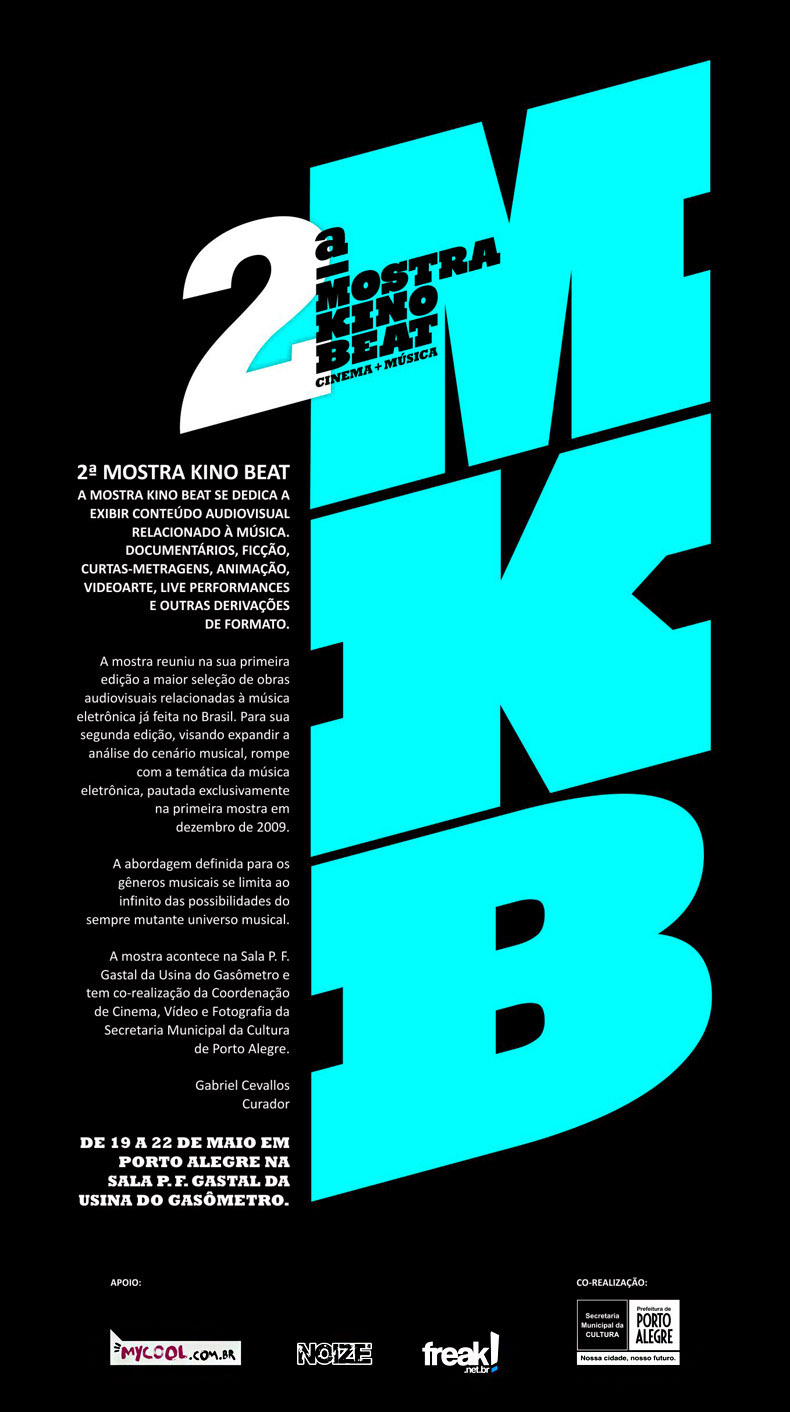 M
K
B
2ª
MOSTRA
KINO
BEAT
CINEMA + MÚSICA
2ª MOSTRA KINO BEAT
A MOSTRA KINO BEAT SE DEDICA A
EXIBIR CONTEÚDO AUDIOVISUAL
RELACIONADO À MÚSICA.
DOCUMENTÁRIOS, FICÇÃO,
CURTAS-METRAGENS, ANIMAÇÃO,
VIDEOARTE, LIVE PERFORMANCES
E OUTRAS DERIVAÇÕES
DE FORMATO.
A mostra reuniu na sua primeira
edição a maior seleção de obras
audiovisuais relacionadas à música
eletrônica já feita no Brasil. Para sua
segunda edição, visando expandir a
análise do cenário musical, rompe
com a temática da música
eletrônica, pautada exclusivamente
na primeira mostra em
dezembro de 2009.
A abordagem definida para os
gêneros musicais se limita ao
infinito das possibilidades do
sempre mutante universo musical.
A mostra acontece na Sala P. F.
Gastal da Usina do Gasômetro e
tem co-realização da Coordenação
de Cinema, Vídeo e Fotografia da
Secretaria Municipal da Cultura
de Porto Alegre.
Gabriel Cevallos
Curador
DE 19 A 22 DE MAIO EM
PORTO ALEGRE NA
SALA P. F. GASTAL DA
USINA DO GASÔMETRO.
APOIO:
MYCOOL.COM.BR
NOIZE
freak!
.net.br
CO-REALIZAÇÃO:
Secretaria
Municipal da
CULTURA
Prefeitura de
PORTO
ALEGRE
Nossa cidade, nosso futuro.